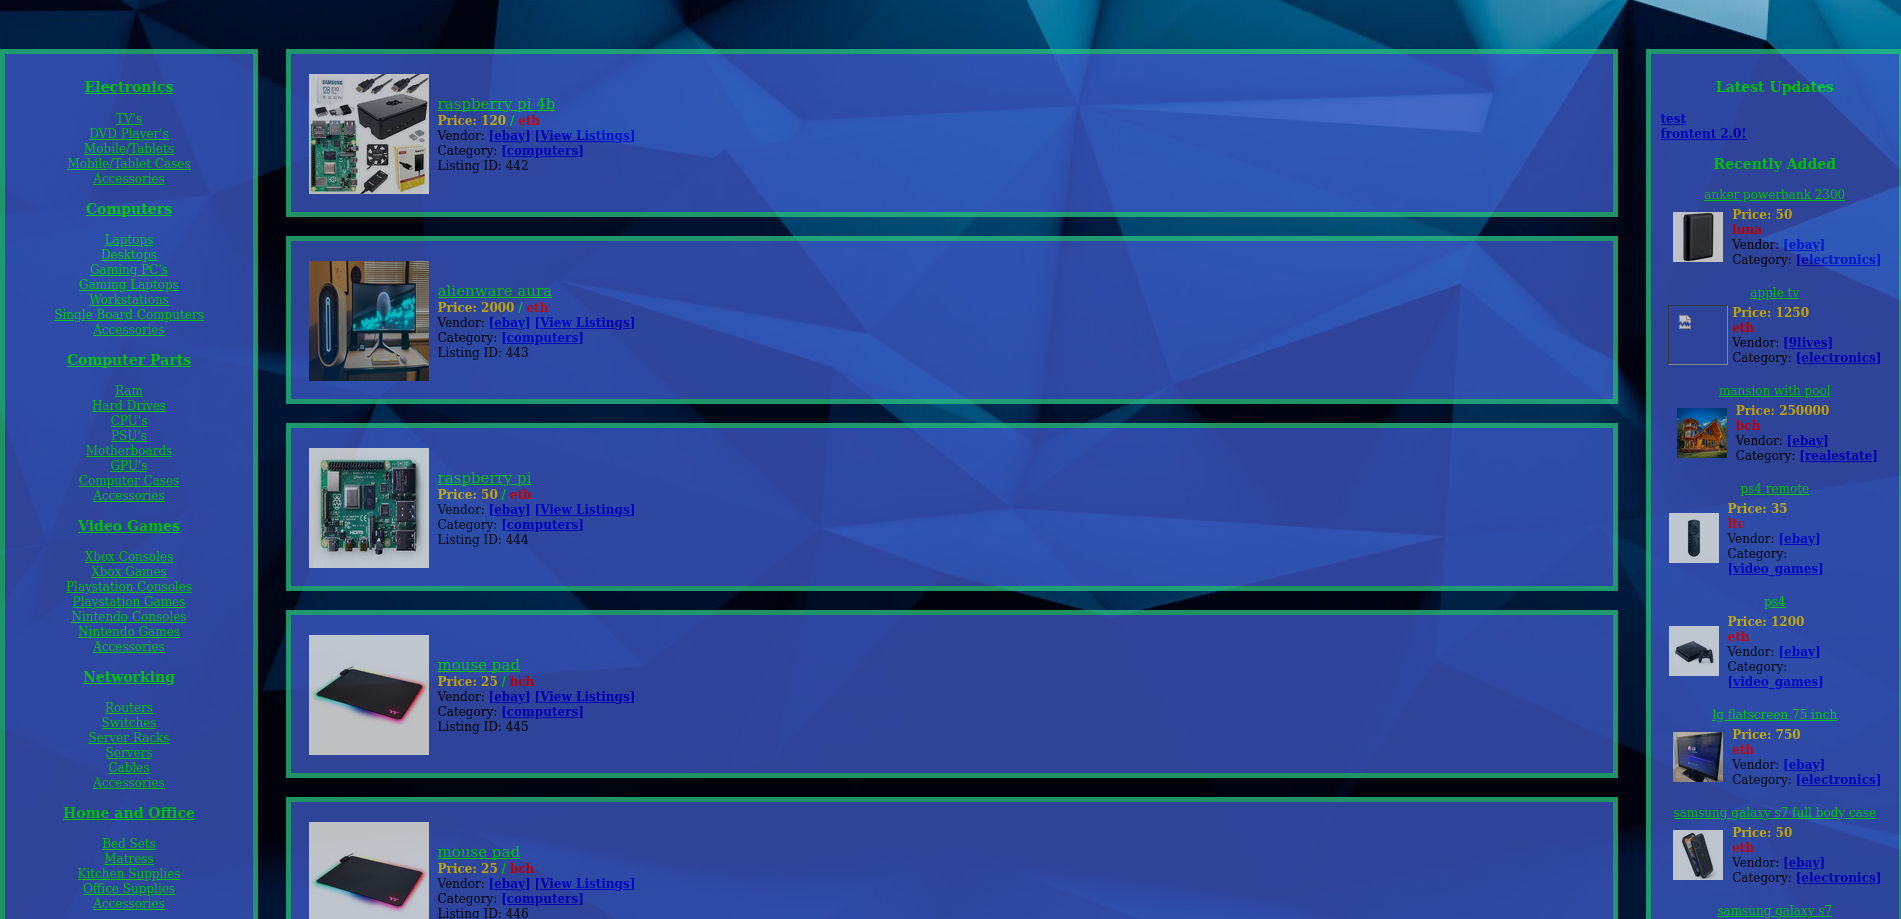 Electronics
TV's
DVD Player's
Mobile/Tablets
Mobile/Tablet Cases
Accessories
Computers
Laptops
Desktops
Gaming PC's
Gaming Laptops
Workstations
Single Board Computers
Accessories
Computer Parts
Ram
Hard Drives
CPU's
PSU's
Motherboards
GPU's
Computer Cases
Accessories
Video Games
Xbox Consoles
Xbox Games
Playstation Consoles
Playstation Games
Nintendo Consoles
Nintendo Games
Accessories
Networking
Routers
Switches
Server Racks
Servers
Cables
Accessories
Home and Office
Bed Sets
Matress
Kitchen Supplies
Office Supplies
Accessories
SAMSUNG
raspberry pi 4b
Price: 120 / eth
Vendor: [ebay] [View Listings]
Category: [computers]
Listing ID: 442
alienware aura
Price: 2000 / eth
Vendor: [ebay] [View Listings]
Category: [computers]
Listing ID: 443
raspberry pi
Price: 50 / eth
Vendor: [ebay] [View Listings]
Category: [computers]
Listing ID: 444
mouse pad
Price: 25 / bch
Vendor: [ebay] [View Listings]
Category: [computers]
Listing ID: 445
mouse pad
Price: 25 / bch
Vendor: [ebay] [View Listings]
Category: [computers]
Listing ID: 446
Latest Updates
test
frontent 2.0!
Recently Added
anker powerbank 2300
Price: 50
luna
Vendor: [ebay]
Category: [electronics]
apple tv
Price: 1250
eth
Vendor: [9lives]
Category: [electronics]
mansion with pool
Price: 250000
bch
Vendor: [ebay]
Category: [realestate]
ps4 remote
Price: 35
ltc
Vendor: [ebay]
Category:
[video_games]
ps4
Price: 1200
eth
Vendor: [ebay]
Category:
[video_games]
lg flatscreen 75 inch
Price: 750
eth
Vendor: [ebay]
Category: [electronics]
samsung galaxy s7 full body case
Price: 50
eth
Vendor: [ebay]
Category: [electronics]
samsung galaxy s7